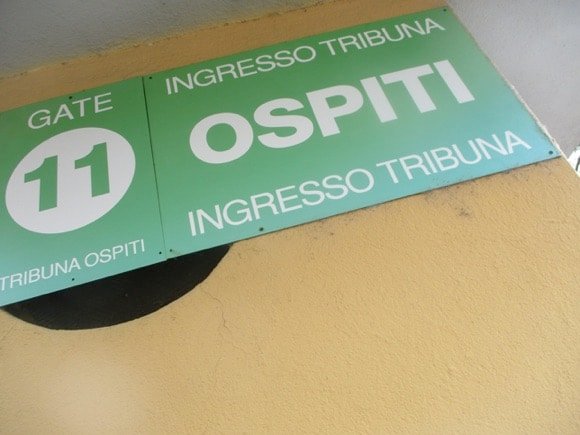 GATE
11
TRIBUNA OSPITI
INGRESSO TRIBUNA
OSPITI
INGRESSO TRIBUNA